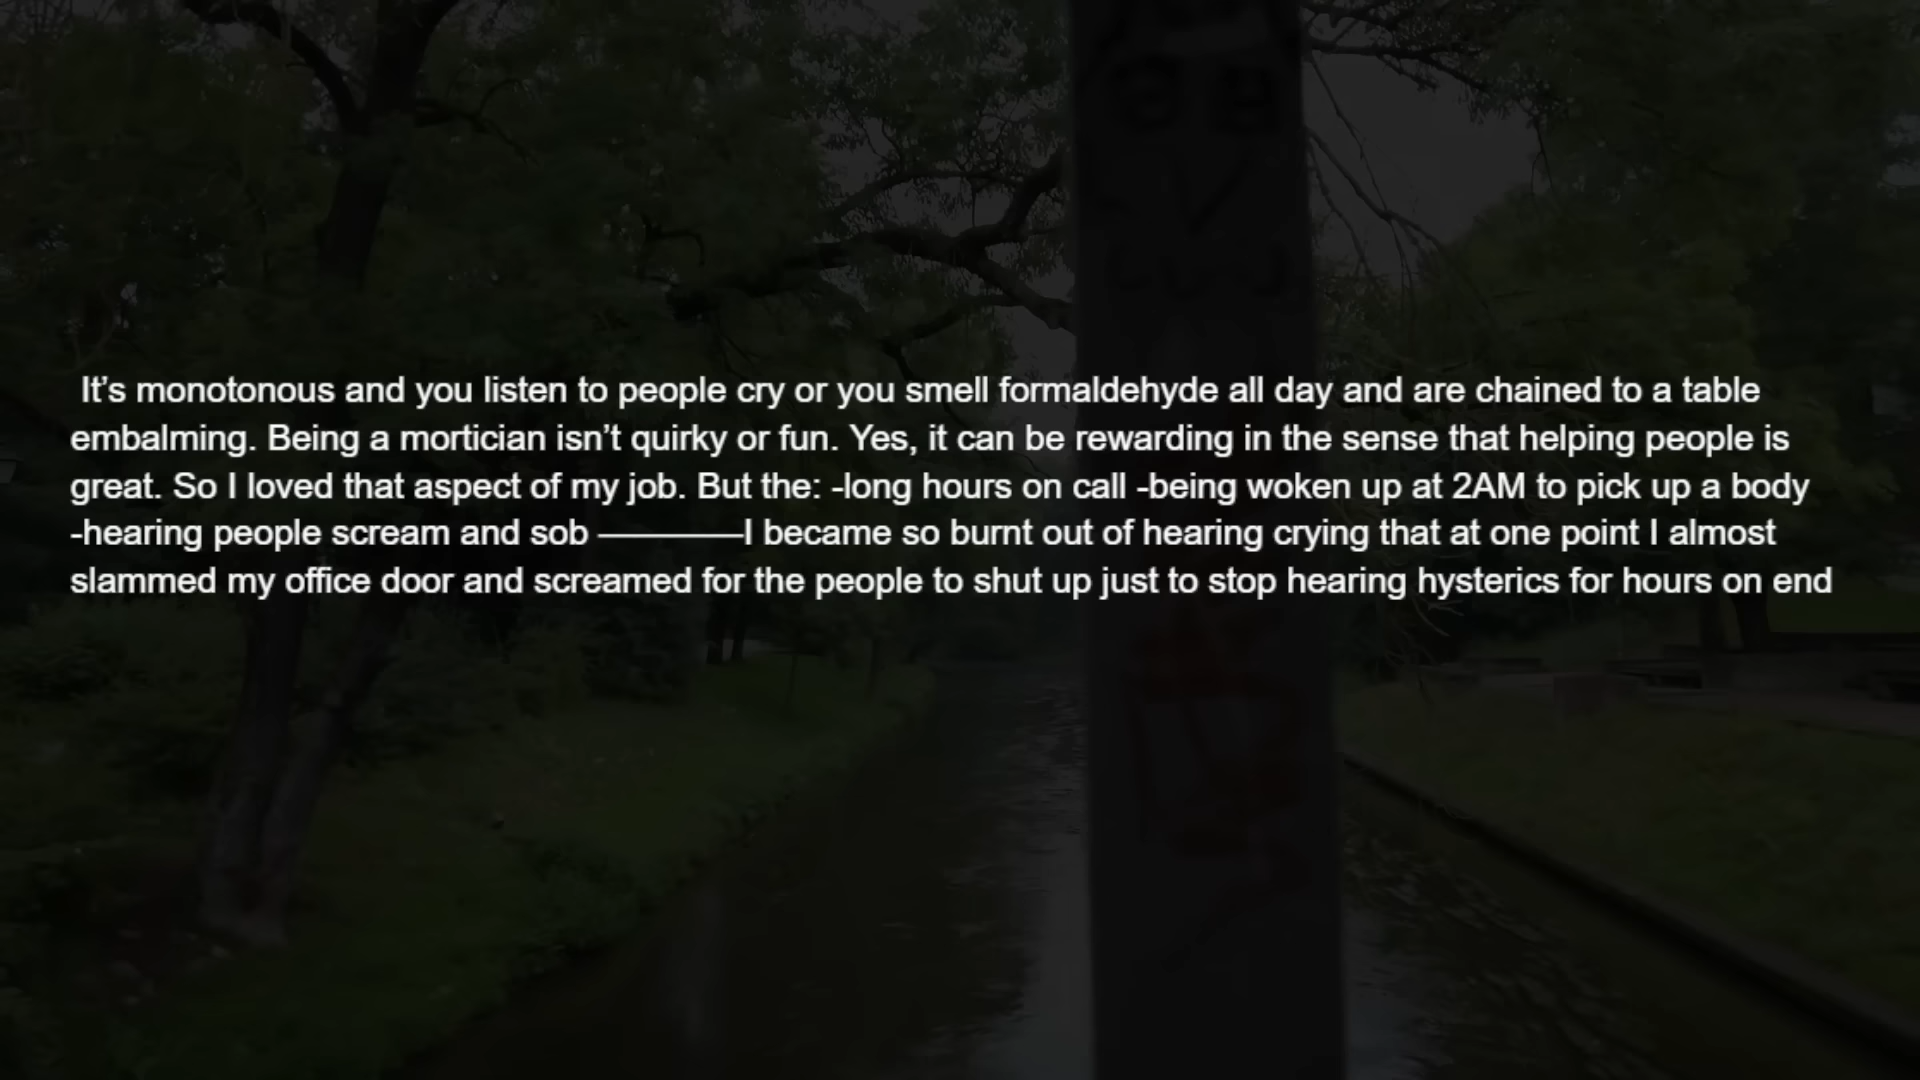 It’s monotonous and you listen to people cry or you smell formaldehyde all day and are chained to a table
embalming. Being a mortician isn’t quirky or fun. Yes, it can be rewarding in the sense that helping people is
great. So I loved that aspect of my job. But the: -long hours on call -being woken up at 2AM to pick up a body
-hearing people scream and sob ————I became so burnt out of hearing crying that at one point I almost
slammed my office door and screamed for the people to shut up just to stop hearing hysterics for hours on end